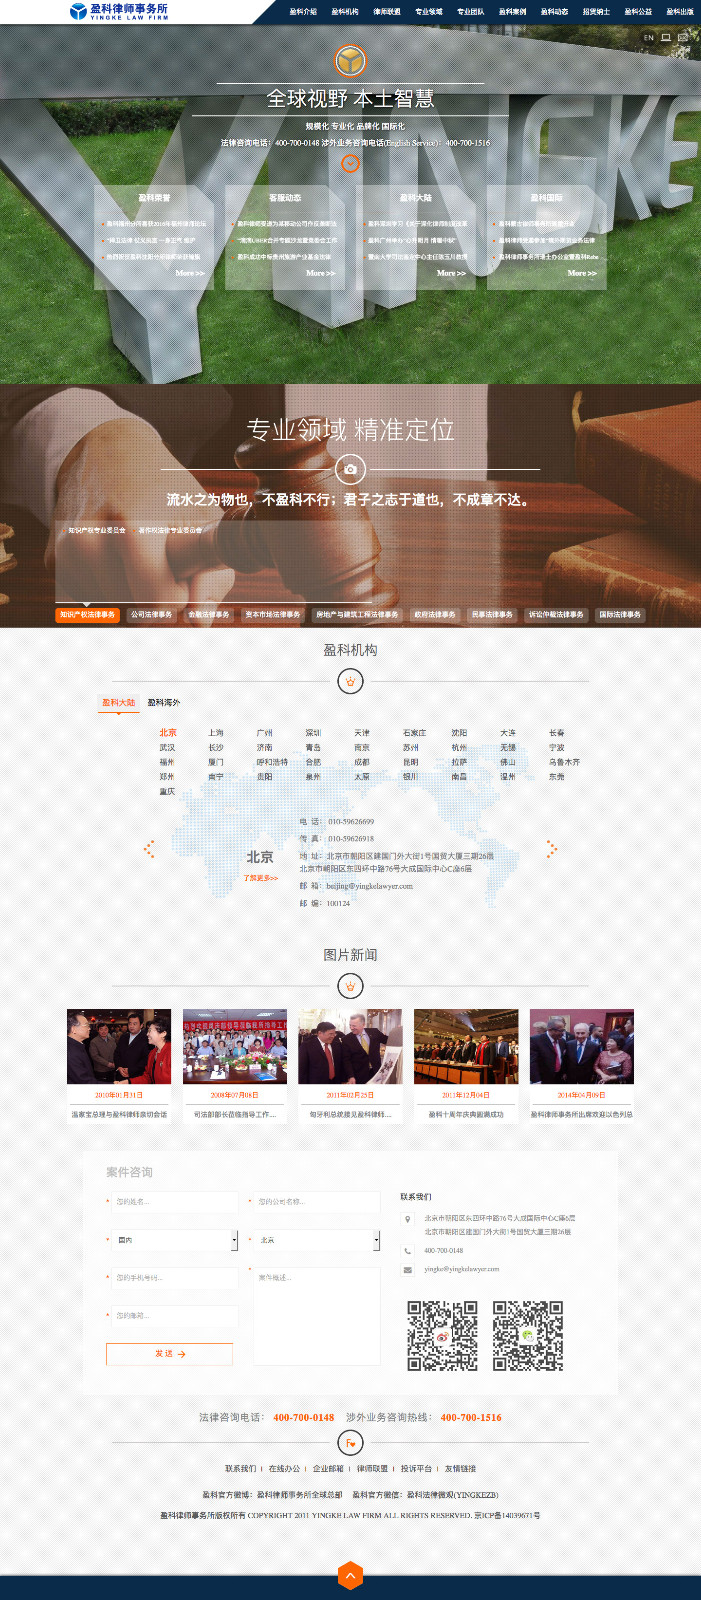 盈科律师事务所
YINGKE LAW FIRM
盈科介绍 盈科机构 律师联盟 专业领域 专业团队 盈科案例 盈科动态 招贤纳士 盈科公益 盈科出版
EN
YINGKE
全球视野 本土智慧
规模化 专业化 品牌化 国际化
法律咨询电话：400-700-0148 涉外业务咨询电话(English Service)：400-700-1516
盈科荣誉 客服动态 盈科大陆 盈科国际
More >> More >> More >> More >>
专业领域 精准定位
流水之为物也，不盈科不行；君子之志于道也，不成章不达。
知识产权专业委员会 著作权法律专业委员会
知识产权法律事务 公司法律事务 金融法律事务 资本市场法律事务 房地产与建筑工程法律事务 政府法律事务 民事法律事务 诉讼仲裁法律事务 国际法律事务
盈科机构
盈科大陆 盈科海外
北京 上海 广州 深圳 天津 石家庄 沈阳 大连 长春
武汉 长沙 济南 青岛 南京 苏州 杭州 无锡 宁波
福州 厦门 呼和浩特 合肥 成都 昆明 拉萨 佛山 乌鲁木齐
郑州 南宁 贵阳 泉州 太原 银川 南昌 温州 东莞
重庆
北京
了解更多>>
电 话： 010-59626699
传 真： 010-59626918
地 址： 北京市朝阳区建国门外大街1号国贸大厦三期26层
北京市朝阳区东四环中路76号大成国际中心C座6层
邮 箱： beijing@yingkelawyer.com
邮 编： 100124
图片新闻
2010年01月31日 2009年07月08日 2011年02月25日 2011年12月04日 2014年04月09日
温家宝总理与盈科律师亲切会话 司法部部长莅临指导工作... 匈牙利总统接见盈科律师... 盈科十周年庆典圆满成功 盈科律师事务所出席欢迎以色列总
案件咨询
* 您的姓名... * 您的公司名称...
* 国内 * 北京
* 您的手机号码... * 案件概述...
* 您的邮箱...
发 送
联系我们
北京市朝阳区东四环中路76号大成国际中心C座6层
北京市朝阳区建国门外大街1号国贸大厦三期26层
400-700-0148
yingke@yingkelawyer.com
法律咨询电话： 400-700-0148 涉外业务咨询热线： 400-700-1516
联系我们 | 在线办公 | 企业邮箱 | 律师联盟 | 投诉平台 | 友情链接
盈科官方微博：盈科律师事务所全球总部 盈科官方微信：盈科法律微观(YINGKEZB)
盈科律师事务所版权所有 COPYRIGHT 2011 YINGKE LAW FIRM ALL RIGHTS RESERVED. 京ICP备14039671号